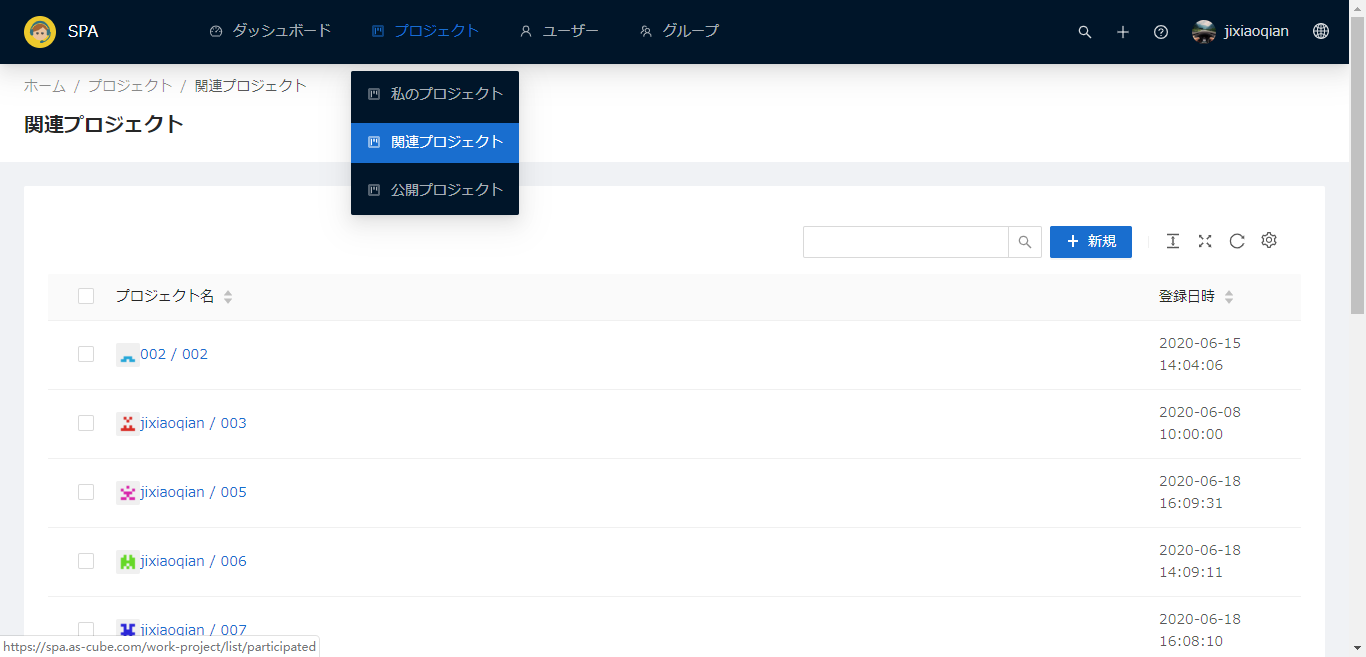 SPA
ダッシュボード
プロジェクト
ユーザー
グループ
jixiaoqian
ホーム / プロジェクト / 関連プロジェクト
関連プロジェクト
私のプロジェクト
関連プロジェクト
公開プロジェクト
新規
プロジェクト名
登録日時
002 / 002
2020-06-15
14:04:06
jixiaoqian / 003
2020-06-08
10:00:00
jixiaoqian / 005
2020-06-18
16:09:31
jixiaoqian / 006
2020-06-18
14:09:11
jixiaoqian / 007
2020-06-18
16:08:10
https://spa.as-cube.com/work-project/list/participated